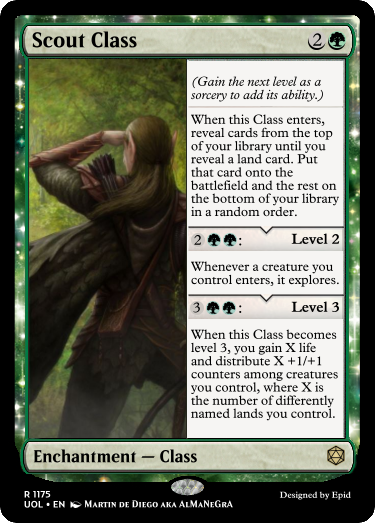 Scout Class 2
(Gain the next level as a
sorcery to add its ability.)
When this Class enters,
reveal cards from the top
of your library until you
reveal a land card. Put
that card onto the
battlefield and the rest on
the bottom of your library
in a random order.
2 : Level 2
Whenever a creature you
control enters, it explores.
3 : Level 3
When this Class becomes
level 3, you gain X life
and distribute X +1/+1
counters among creatures
you control, where X is
the number of differently
named lands you control.
Enchantment — Class
R 1175
UOL • EN Martin de Diego aka AlMaNeGrA
Designed by Epid